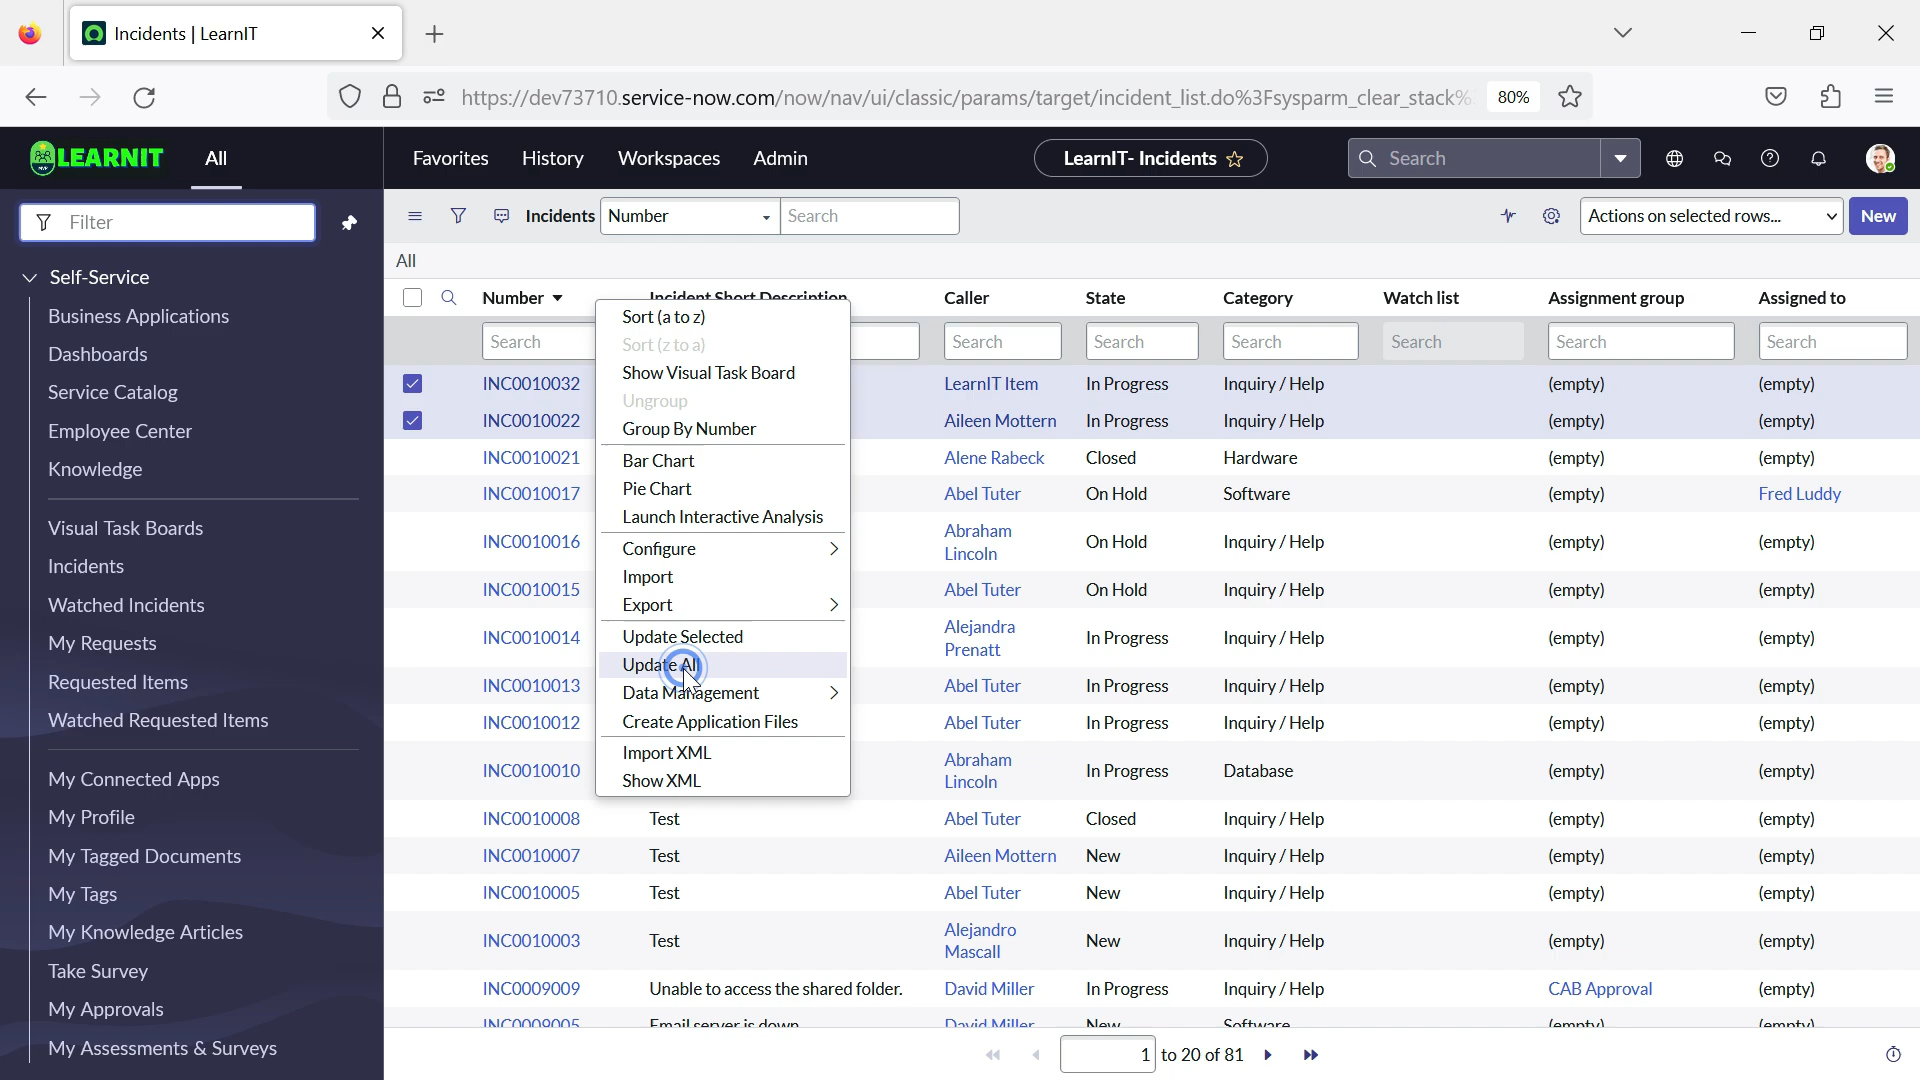 Incidents | LearnIT
https://dev73710.service-now.com/now/nav/ui/classic/params/target/incident_list.do%3Fsysparm_clear_stack% 80%
LEARNIT All Favorites History Workspaces Admin LearnIT- Incidents Search
Filter
Incidents Number Search Actions on selected rows... New
All
Number Incident Short Description Caller State Category Watch list Assignment group Assigned to
Search Search Search Search Search Search Search
Self-Service
Business Applications
Dashboards
Service Catalog
Employee Center
Knowledge
Visual Task Boards
Incidents
Watched Incidents
My Requests
Requested Items
Watched Requested Items
My Connected Apps
My Profile
My Tagged Documents
My Tags
My Knowledge Articles
Take Survey
My Approvals
My Assessments & Surveys
Sort (a to z)
Sort (z to a)
Show Visual Task Board
Ungroup
Group By Number
Bar Chart
Pie Chart
Launch Interactive Analysis
Configure
Import
Export
Update Selected
Update All
Data Management
Create Application Files
Import XML
Show XML
INC0010032 LearnIT Item In Progress Inquiry / Help (empty) (empty)
INC0010022 Aileen Mottern In Progress Inquiry / Help (empty) (empty)
INC0010021 Alene Rabeck Closed Hardware (empty) (empty)
INC0010017 Abel Tuter On Hold Software (empty) Fred Luddy
INC0010016 Abraham Lincoln On Hold Inquiry / Help (empty) (empty)
INC0010015 Abel Tuter On Hold Inquiry / Help (empty) (empty)
INC0010014 Alejandra Prenatt In Progress Inquiry / Help (empty) (empty)
INC0010013 Abel Tuter In Progress Inquiry / Help (empty) (empty)
INC0010012 Abel Tuter In Progress Inquiry / Help (empty) (empty)
INC0010010 Abraham Lincoln In Progress Database (empty) (empty)
INC0010008 Test Abel Tuter Closed Inquiry / Help (empty) (empty)
INC0010007 Test Aileen Mottern New Inquiry / Help (empty) (empty)
INC0010005 Test Abel Tuter New Inquiry / Help (empty) (empty)
INC0010003 Test Alejandro Mascall New Inquiry / Help (empty) (empty)
INC0009009 Unable to access the shared folder. David Miller In Progress Inquiry / Help CAB Approval (empty)
INC0009005 Email server is down David Miller New Software (empty) (empty)
1 to 20 of 81